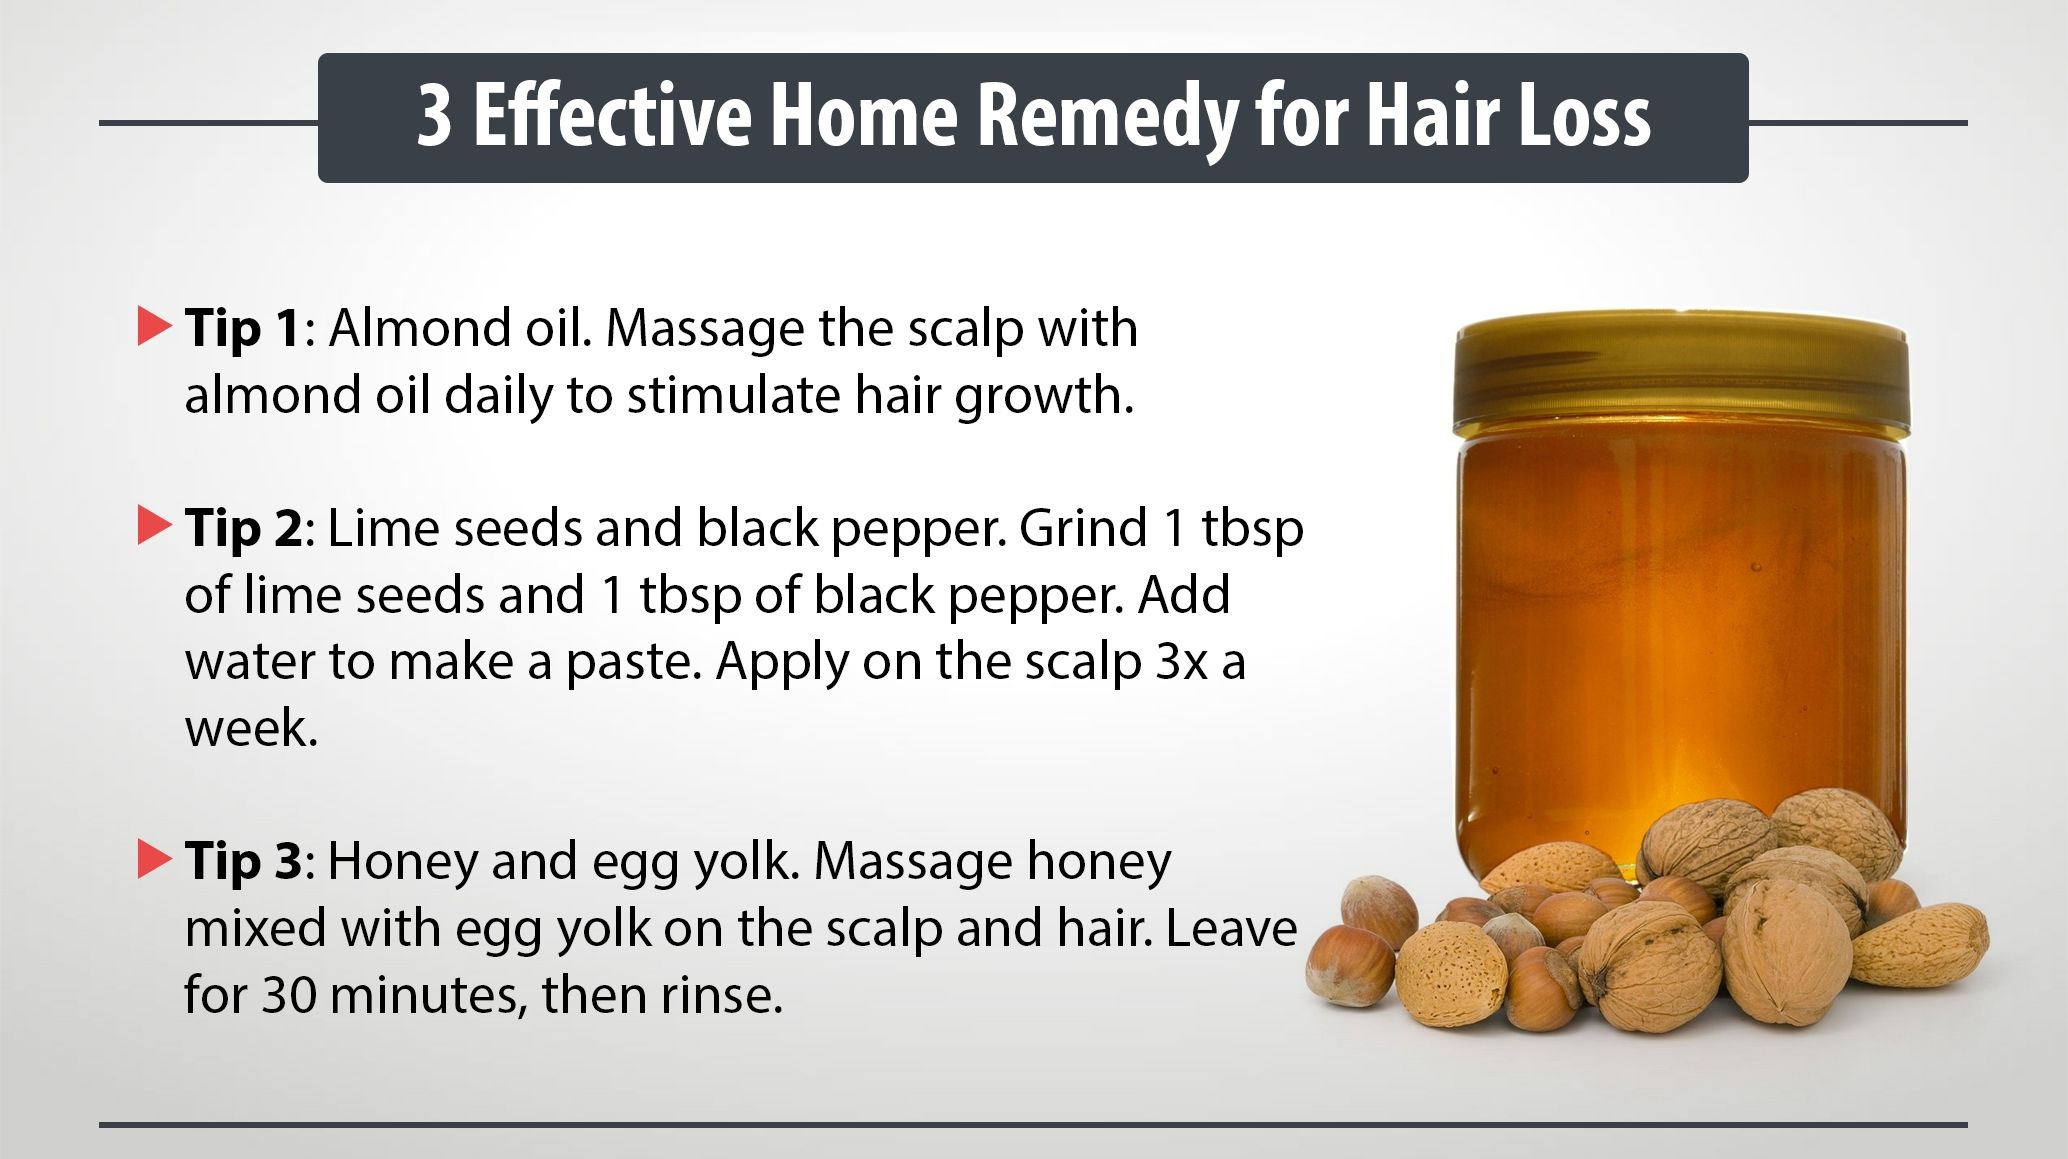 3 Effective Home Remedy for Hair Loss
Tip 1: Almond oil. Massage the scalp with
almond oil daily to stimulate hair growth.
Tip 2: Lime seeds and black pepper. Grind 1 tbsp
of lime seeds and 1 tbsp of black pepper. Add
water to make a paste. Apply on the scalp 3x a
week.
Tip 3: Honey and egg yolk. Massage honey
mixed with egg yolk on the scalp and hair. Leave
for 30 minutes, then rinse.